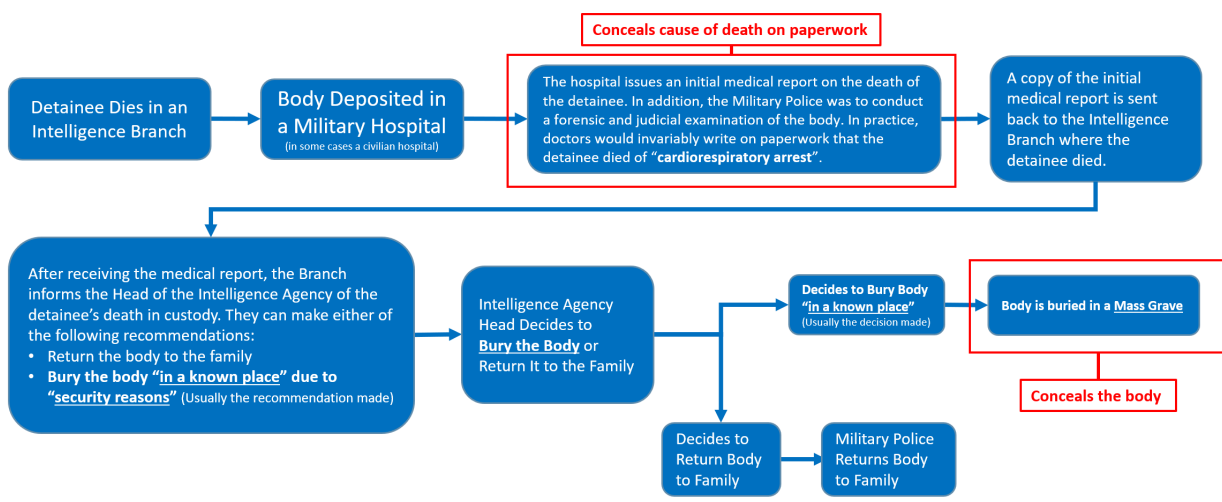 Conceals cause of death on paperwork
Detainee Dies in an
Intelligence Branch
Body Deposited in
a Military Hospital
(in some cases a civilian hospital)
The hospital issues an initial medical report on the death of
the detainee. In addition, the Military Police was to conduct
a forensic and judicial examination of the body. In practice,
doctors would invariably write on paperwork that the
detainee died of “cardiorespiratory arrest”.
A copy of the initial
medical report is sent
back to the Intelligence
Branch where the
detainee died.
After receiving the medical report, the Branch
informs the Head of the Intelligence Agency of the
detainee’s death in custody. They can make either of
the following recommendations:
• Return the body to the family
• Bury the body “in a known place” due to
“security reasons” (Usually the recommendation made)
Intelligence Agency
Head Decides to
Bury the Body or
Return It to the Family
Decides to Bury Body
“in a known place”
(Usually the decision made)
Body is buried in a Mass Grave
Conceals the body
Decides to
Return Body
to Family
Military Police
Returns Body
to Family